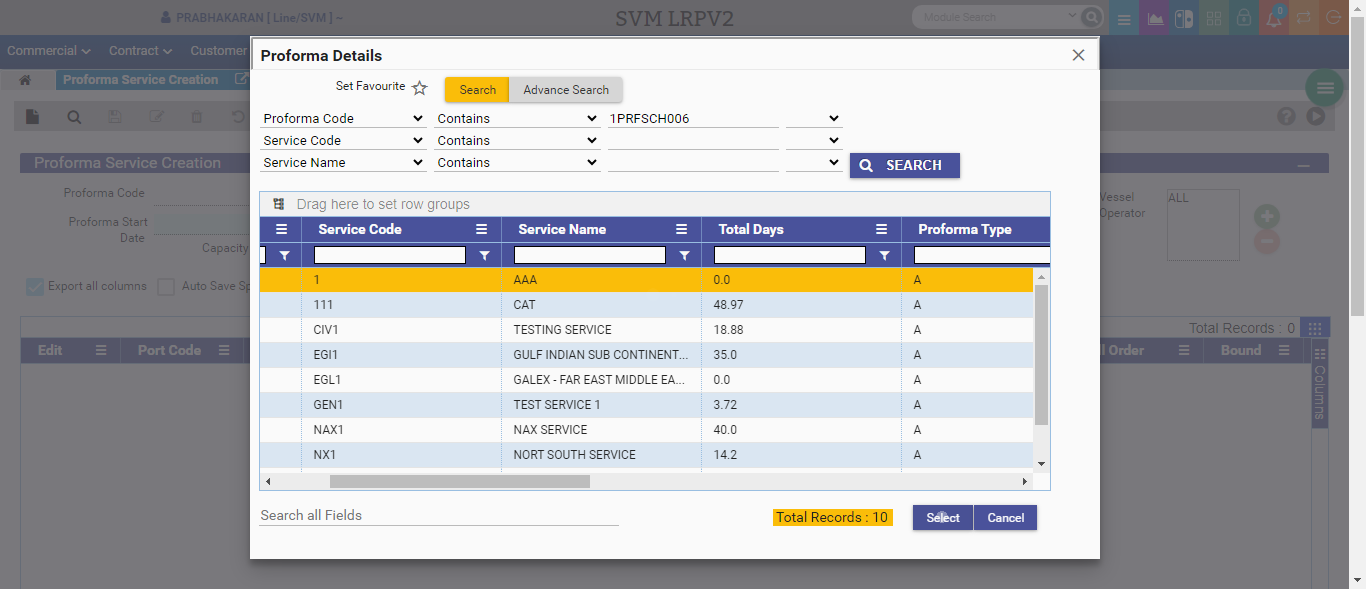 PRABHAKARAN [ Line/SVM ] ~
SVM LRPV2
Module Search
0
Commercial
Contract
Customer
Proforma Service Creation
Proforma Details
Set Favourite
Search
Advance Search
Proforma Code
Contains
1PRFSCH006
Service Code
Contains
Service Name
Contains
SEARCH
Proforma Service Creation
Proforma Code
Proforma Start
Date
Capacity
Vessel
Operator
ALL
Export all columns
Auto Save Sp
Drag here to set row groups
Service Code
Service Name
Total Days
Proforma Type
1 AAA 0.0 A
111 CAT 48.97 A
CIV1 TESTING SERVICE 18.88 A
EGI1 GULF INDIAN SUB CONTINENT... 35.0 A
EGL1 GALEX - FAR EAST MIDDLE EA... 0.0 A
GEN1 TEST SERVICE 1 3.72 A
NAX1 NAX SERVICE 40.0 A
NX1 NORT SOUTH SERVICE 14.2 A
Total Records : 0
Edit
Port Code
l Order
Bound
Columns
Search all Fields
Total Records : 10
Select
Cancel